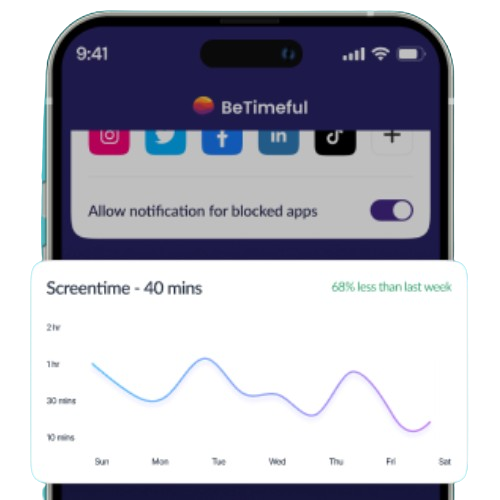 9:41
BeTimeful
in
+
Allow notification for blocked apps
Screentime - 40 mins
68% less than last week
2 hr
1 hr
30 mins
10 mins
Sun Mon Tue Wed Thu Fri Sat